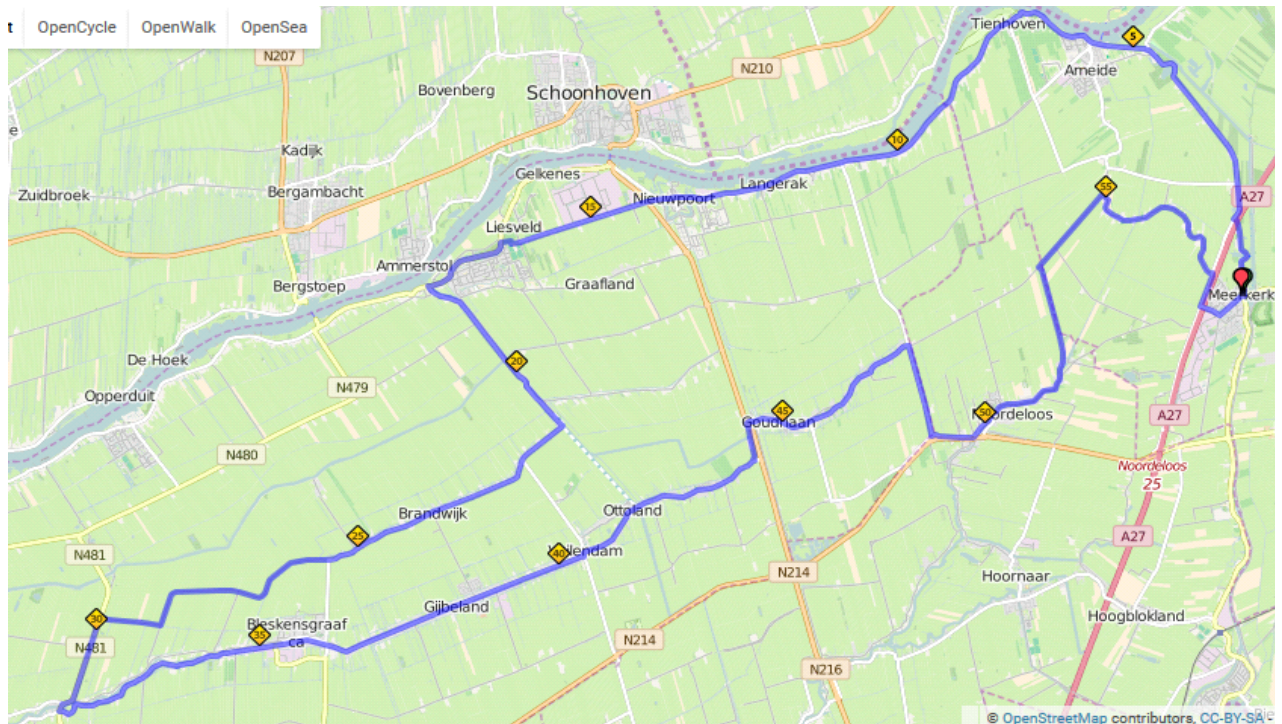 t OpenCycle OpenWalk OpenSea
Tienhoven
5
N207
N210
Ameide
Bovenberg
Schoonhoven
e
10
Kadijk
Gelkenes
Langerak
55
Bergambacht
Zuidbroek
15
Nieuwpoort
A27
Liesveld
Ammerstol
Graafland
Bergstoep
Meerkerk
De Hoek
20
N479
Opperduit
45
50
Noordeloos
A27
Goudriaan
N480
Noordeloos
25
Brandwijk
Ottoland
25
A27
N481
40
N214
Hoornaar
Gijbeland
Hoogblokland
30
Bleskensgraaf
ca
35
N214
N481
N216
© OpenStreetMap contributors, CC-BY-SA